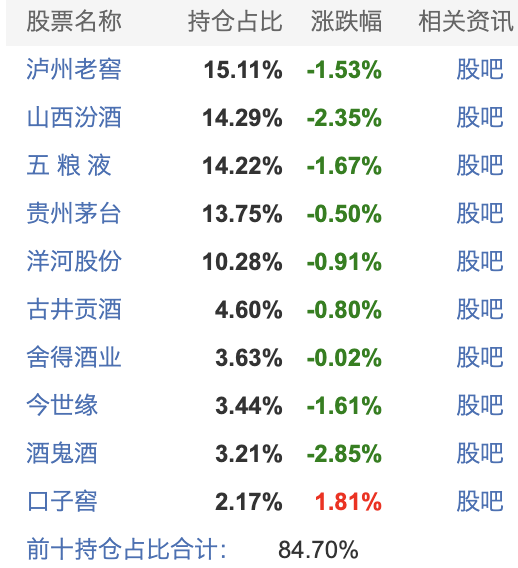 股票名称 持仓占比 涨跌幅 相关资讯
泸州老窖 15.11% -1.53% 股吧
山西汾酒 14.29% -2.35% 股吧
五 粮 液 14.22% -1.67% 股吧
贵州茅台 13.75% -0.50% 股吧
洋河股份 10.28% -0.91% 股吧
古井贡酒 4.60% -0.80% 股吧
舍得酒业 3.63% -0.02% 股吧
今世缘 3.44% -1.61% 股吧
酒鬼酒 3.21% -2.85% 股吧
口子窖 2.17% 1.81% 股吧
前十持仓占比合计： 84.70%